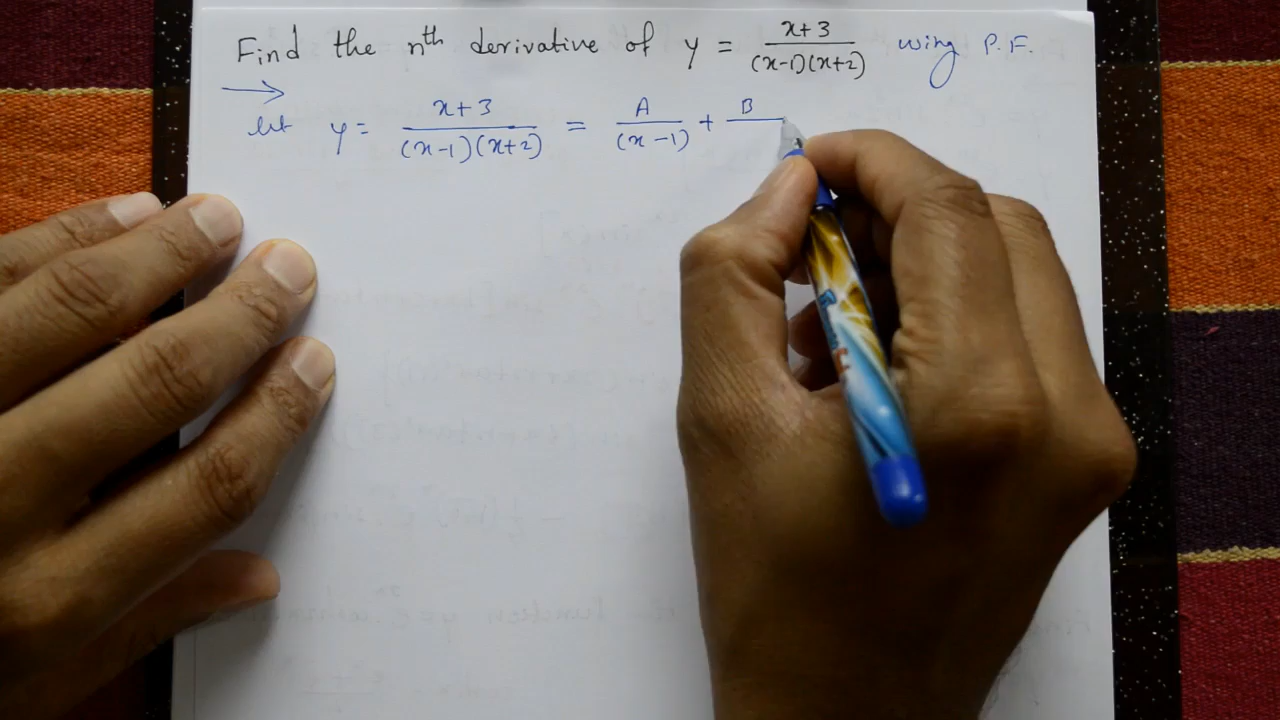 Find the nth derivative of y = x+3/(x-1)(x+2) using P.F.
let y = x+3/(x-1)(x+2) = A/(x-1) + B/